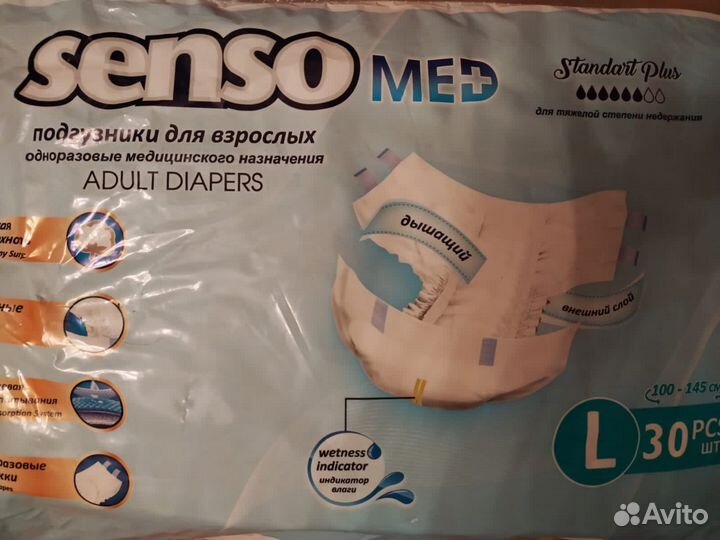 senso MED
Standart Plus
для тяжелой степени недержания
подгузники для взрослых
одноразовые медицинского назначения
ADULT DIAPERS
дышащий
внешний слой
wetness
indicator
индикатор
влаги
100 - 145 см
L 30 PCS
ШТ
Avito